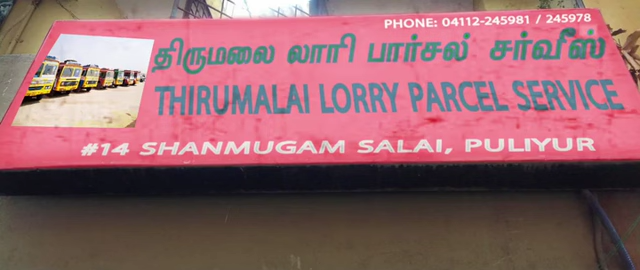 PHONE: 04112-245981 / 245978
திருமலை லாரி பார்சல் சர்வீஸ்
THIRUMALAI LORRY PARCEL SERVICE
#14 SHANMUGAM SALAI, PULIYUR